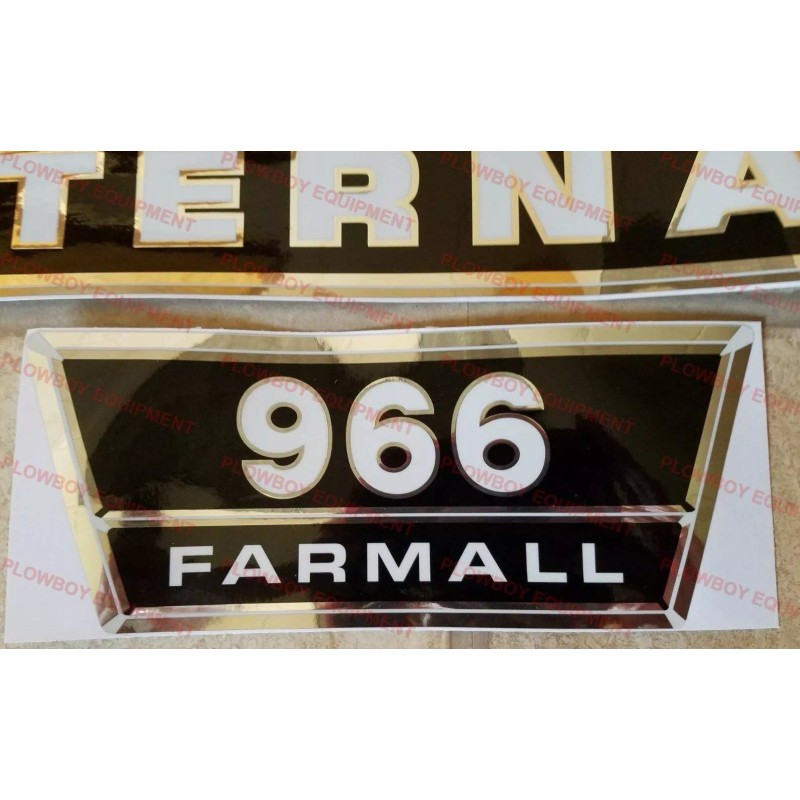 TERNA
966
FARMALL
PLOWBOY EQUIPMENT